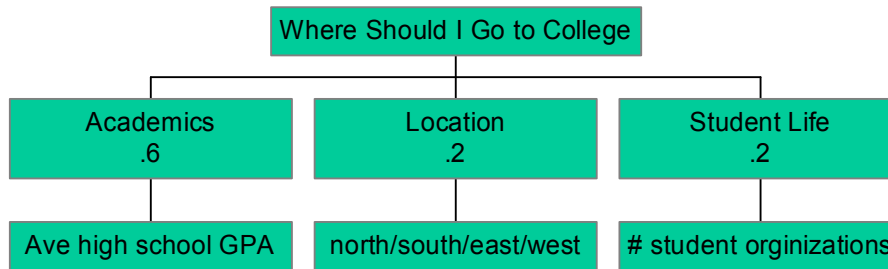 Where Should I Go to College
Academics
.6
Location
.2
Student Life
.2
Ave high school GPA
north/south/east/west
# student orginizations